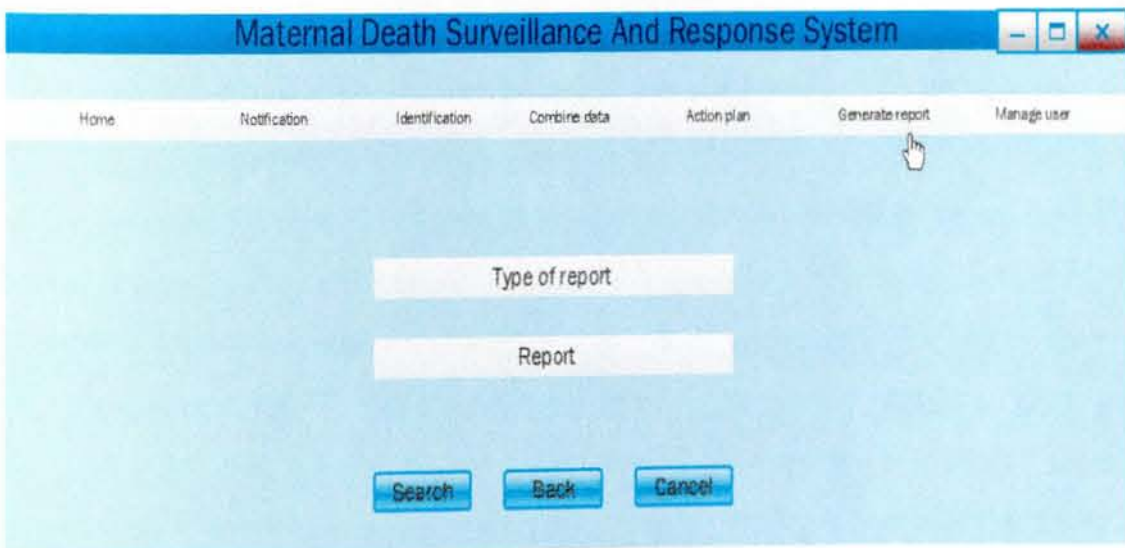 Maternal Death Surveillance And Response System
Home Notification Identification Combine data Action plan Generate report Manage user
Type of report
Report
Search Back Cancel